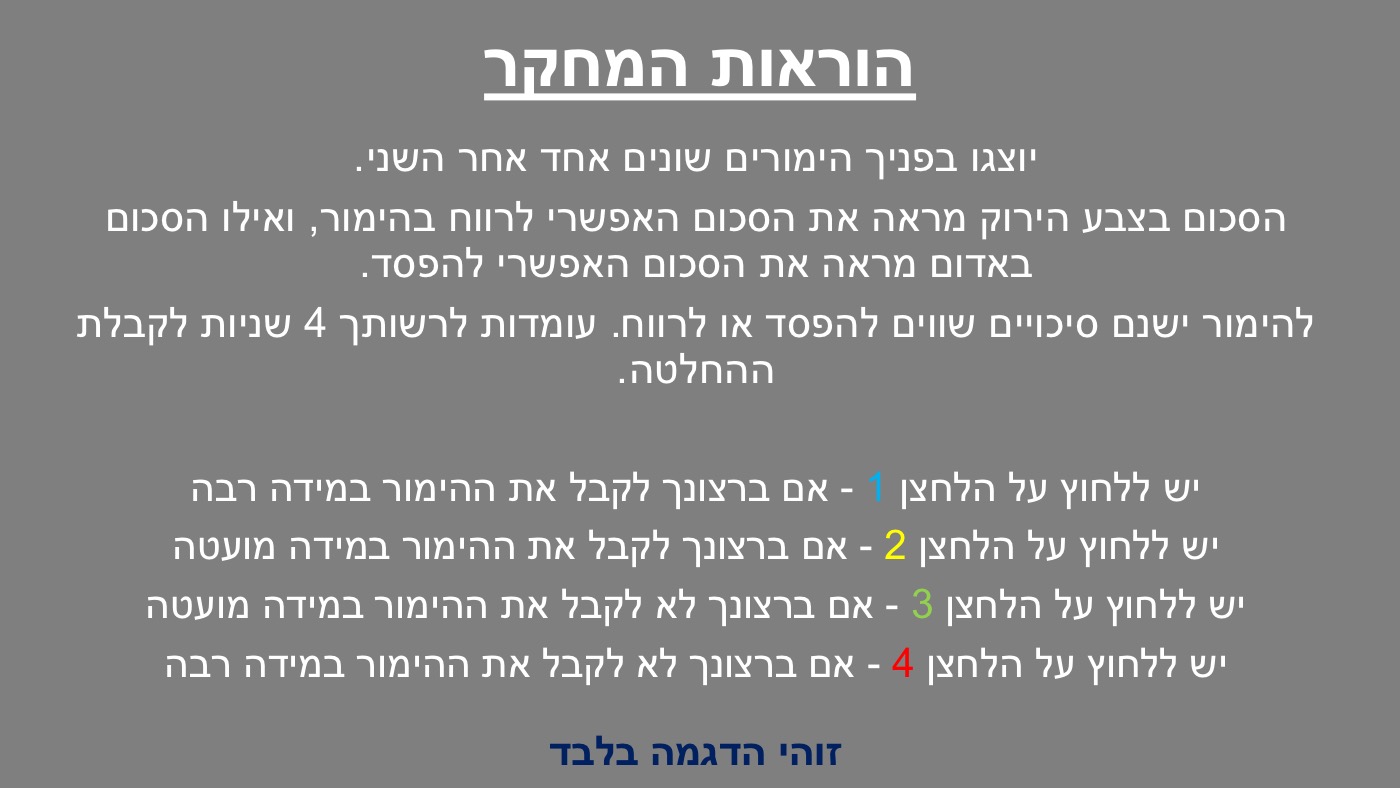 הוראות המחקר
יוצגו בפניך הימורים שונים אחד אחר השני.
הסכום בצבע הירוק מראה את הסכום האפשרי לרווח בהימור, ואילו הסכום
באדום מראה את הסכום האפשרי להפסד.
להימור ישנם סיכויים שווים להפסד או לרווח. עומדות לרשותך 4 שניות לקבלת
ההחלטה.
יש ללחוץ על הלחצן 1 - אם ברצונך לקבל את ההימור במידה רבה
יש ללחוץ על הלחצן 2 - אם ברצונך לקבל את ההימור במידה מועטה
יש ללחוץ על הלחצן 3 - אם ברצונך לא לקבל את ההימור במידה מועטה
יש ללחוץ על הלחצן 4 - אם ברצונך לא לקבל את ההימור במידה רבה
זוהי הדגמה בלבד